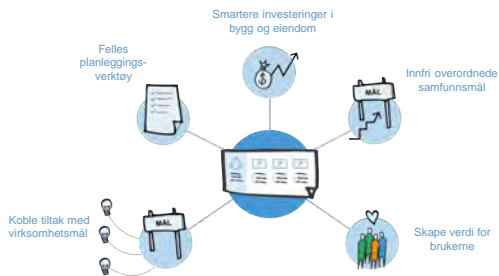 Smartere investeringer i
bygg og eiendom
Felles
planleggings-
verktøy
Innfri overordnede
samfunnsmål
MÅL
Koble tiltak med
virksomhetsmål
MÅL
Skape verdi for
brukerne